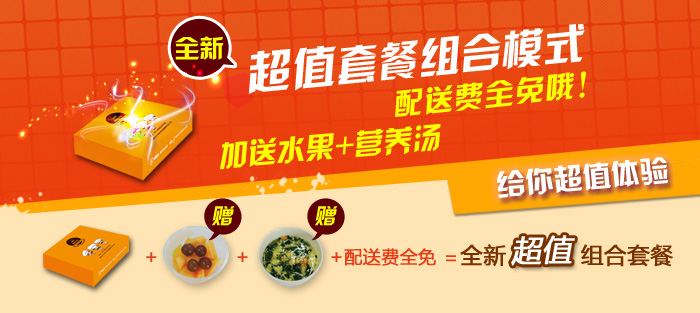 全新
超值套餐组合模式
配送费全免哦!
加送水果+营养汤
给你超值体验
赠 赠
+ + +配送费全免 =全新 超值 组合套餐